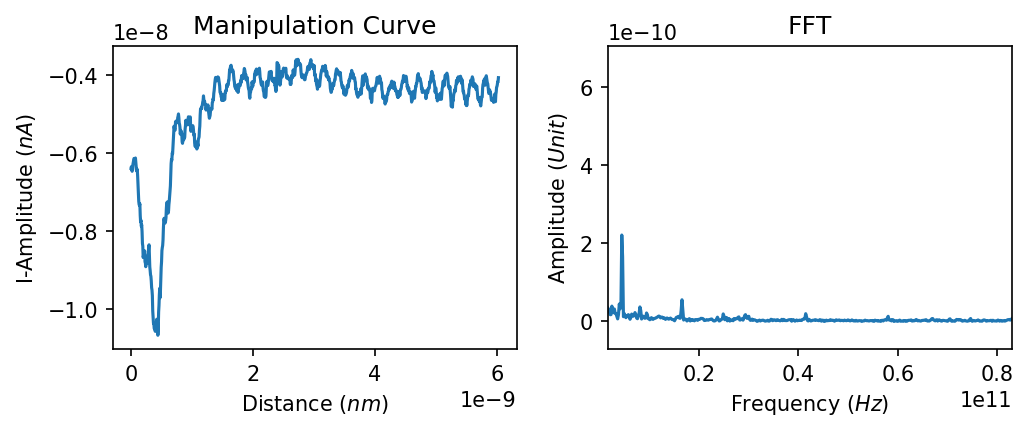 Manipulation Curve
1e−8
−0.4
−0.6
−0.8
−1.0
I-Amplitude (nA)
0
2
4
6
1e−9
Distance (nm)
FFT
1e−10
6
4
2
0
Amplitude (Unit)
0.2
0.4
0.6
0.8
1e11
Frequency (Hz)